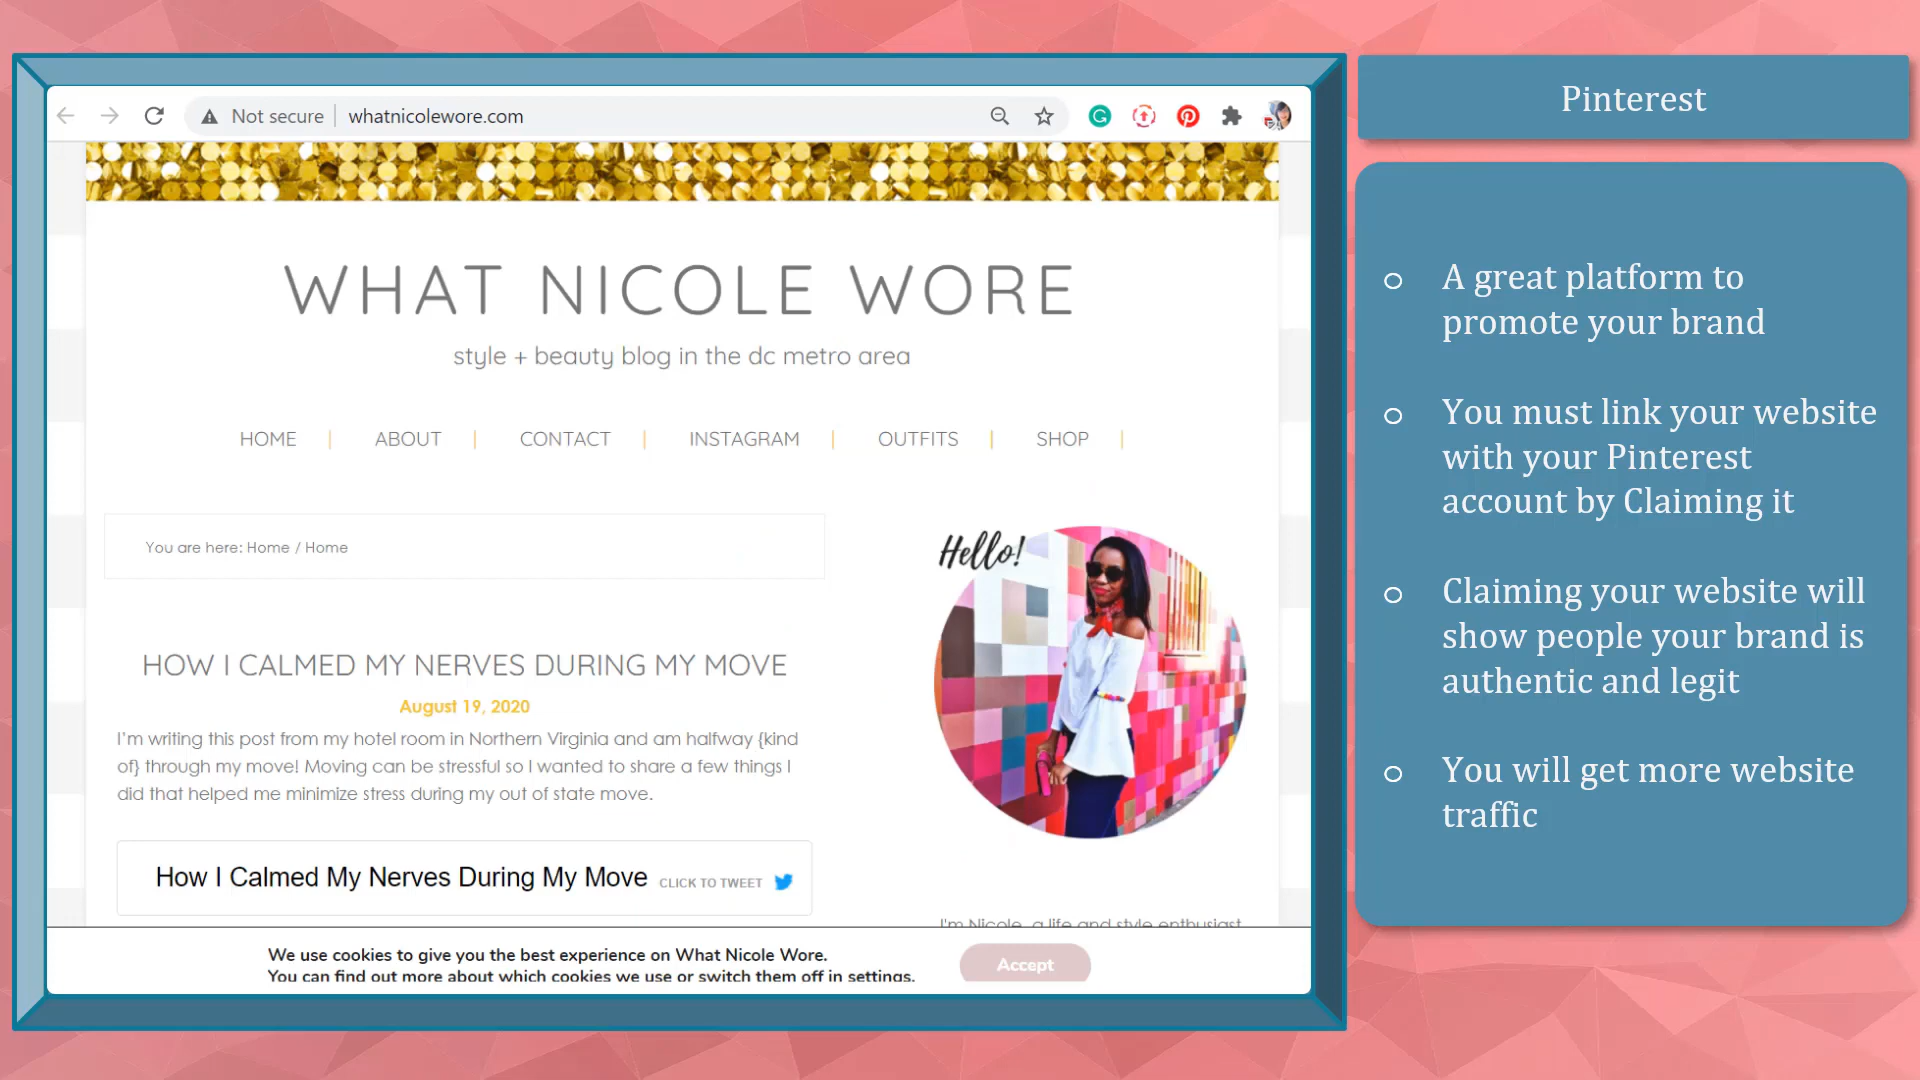 Not secure
whatnicolewore.com
WHAT NICOLE WORE
style + beauty blog in the dc metro area
HOME | ABOUT | CONTACT | INSTAGRAM | OUTFITS | SHOP |
You are here: Home / Home
HOW I CALMED MY NERVES DURING MY MOVE
August 19, 2020
I'm writing this post from my hotel room in Northern Virginia and am halfway {kind
of} through my move! Moving can be stressful so I wanted to share a few things I
did that helped me minimize stress during my out of state move.
How I Calmed My Nerves During My Move CLICK TO TWEET
Hello!
I'm Nicole, a life and style enthusiast
We use cookies to give you the best experience on What Nicole Wore.
You can find out more about which cookies we use or switch them off in settings.
Accept
Pinterest
A great platform to
promote your brand
You must link your website
with your Pinterest
account by Claiming it
Claiming your website will
show people your brand is
authentic and legit
You will get more website
traffic